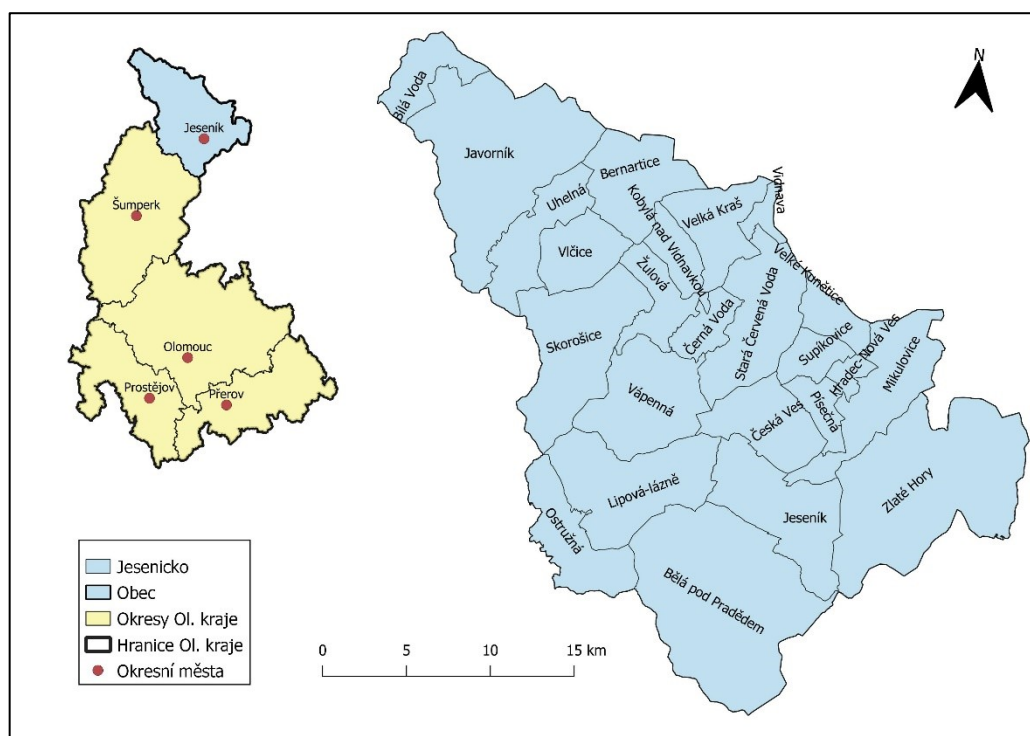 N
Jeseník
Šumperk
Olomouc
Prostějov
Přerov
Bílá Voda
Javorník
Bernartice
Uhelná
Kobylá nad Vidnavkou
Velká Kraš
Vidnava
Vlčice
Žulová
Velké Kunětice
Černá Voda
Stará Červená Voda
Skorošice
Supíkovice
Hradec-Nová Ves
Mikulovice
Vápenná
Česká Ves
Písečná
Lipová-lázně
Zlaté Hory
Ostružná
Jeseník
Bělá pod Pradědem
Jesenicko
Obec
Okresy Ol. kraje
Hranice Ol. kraje
Okresní města
0 5 10 15 km